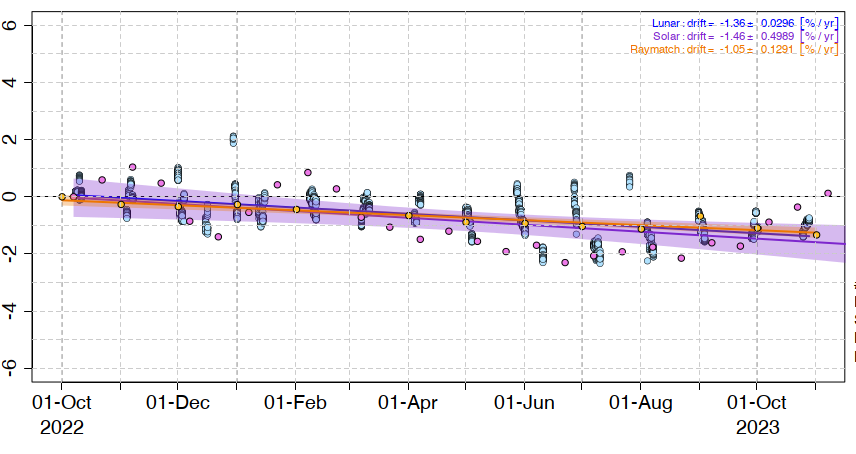 Lunar: drift= -1.36± 0.0296 [% / yr]
Solar: drift= -1.46± 0.4989 [% / yr]
Raymatch: drift= -1.05± 0.1291 [% / yr]
6
4
2
0
-2
-4
-6
01-Oct 01-Dec 01-Feb 01-Apr 01-Jun 01-Aug 01-Oct
2022 2023